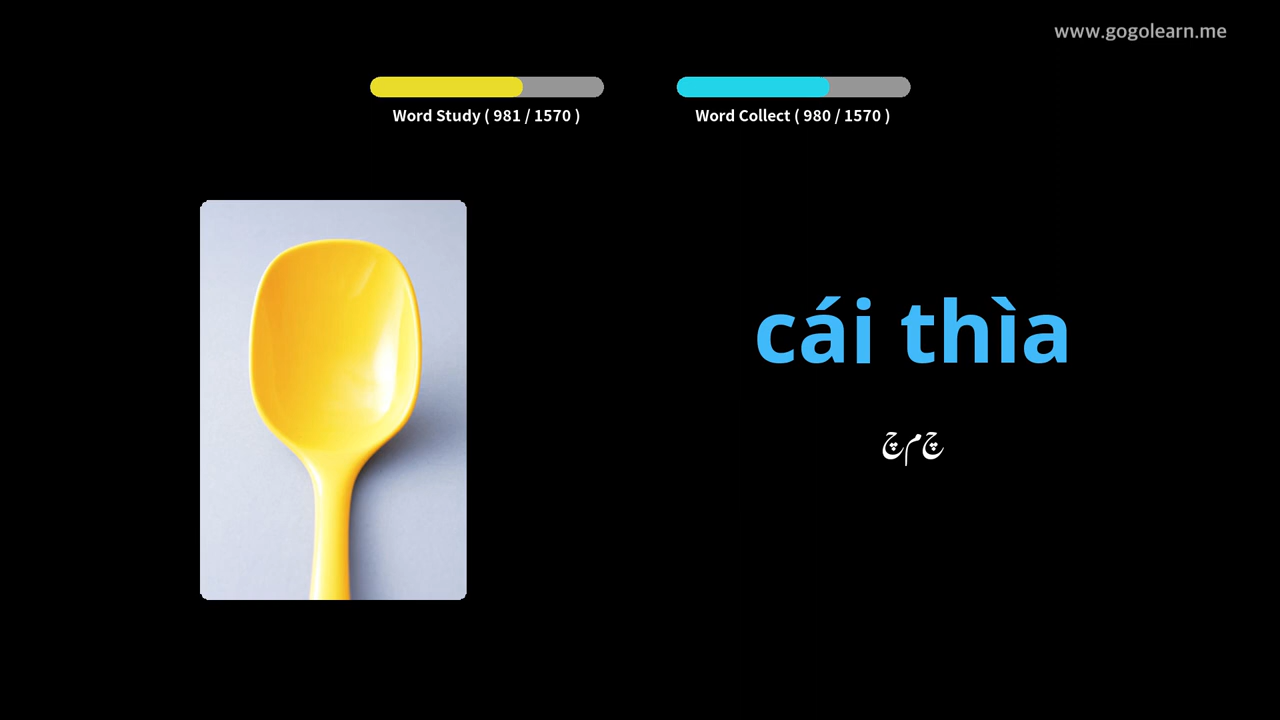 www.gogolearn.me
Word Study ( 981 / 1570 )
Word Collect ( 980 / 1570 )
cái thìa
چمچ